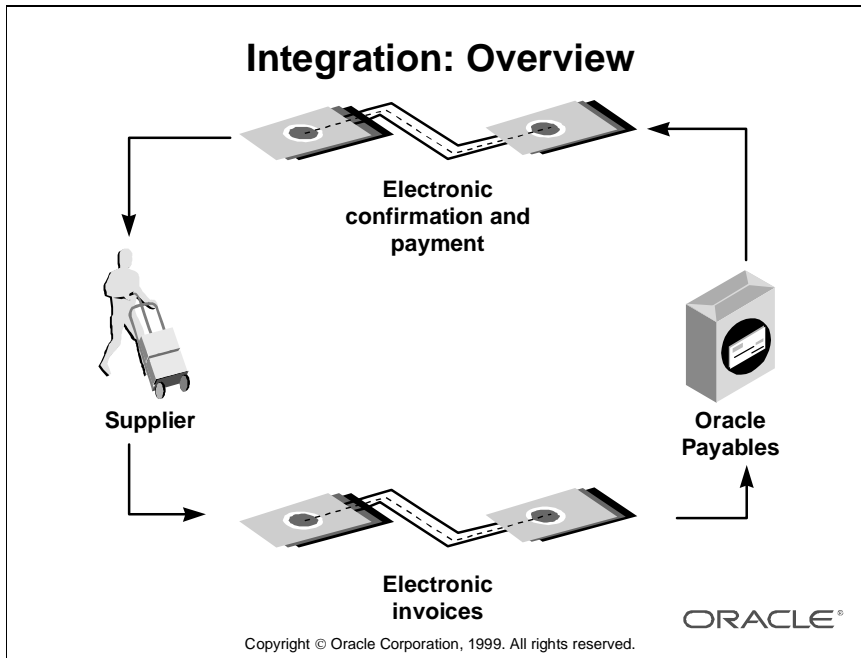 Integration: Overview
Electronic
confirmation and
payment
Supplier
Oracle
Payables
Electronic
invoices
ORACLE®
Copyright © Oracle Corporation, 1999. All rights reserved.